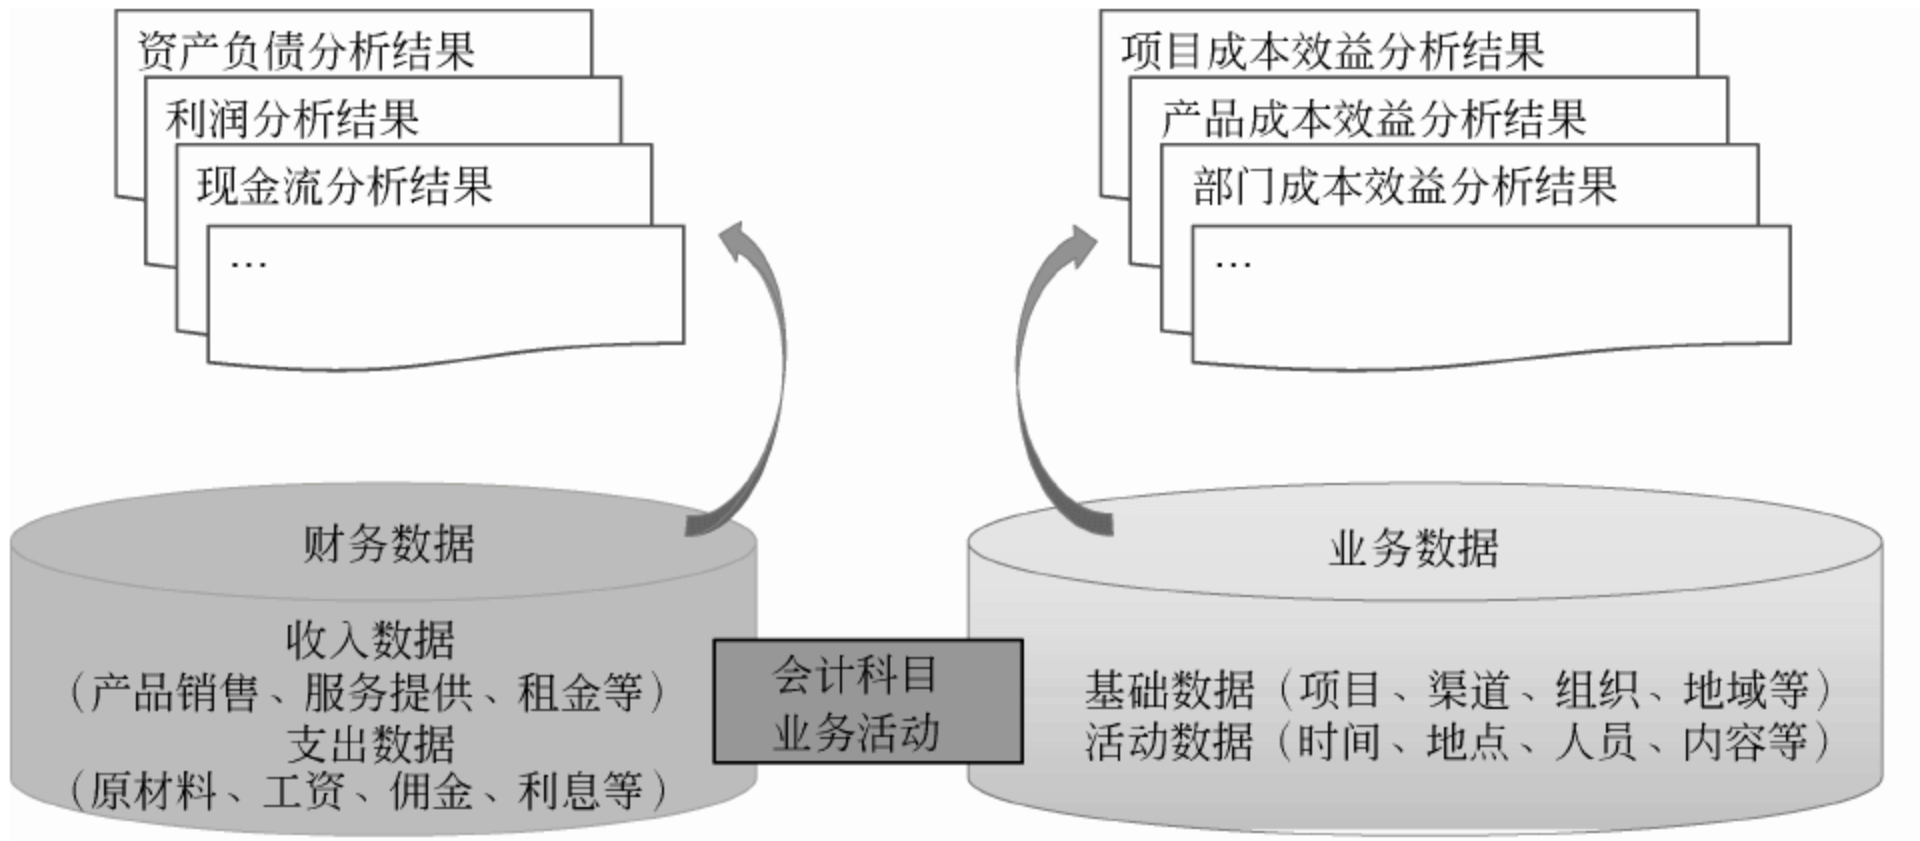 资产负债分析结果
利润分析结果
现金流分析结果
…
项目成本效益分析结果
产品成本效益分析结果
部门成本效益分析结果
…
财务数据
收入数据
（产品销售、服务提供、租金等）
支出数据
（原材料、工资、佣金、利息等）
会计科目
业务活动
业务数据
基础数据（项目、渠道、组织、地域等）
活动数据（时间、地点、人员、内容等）